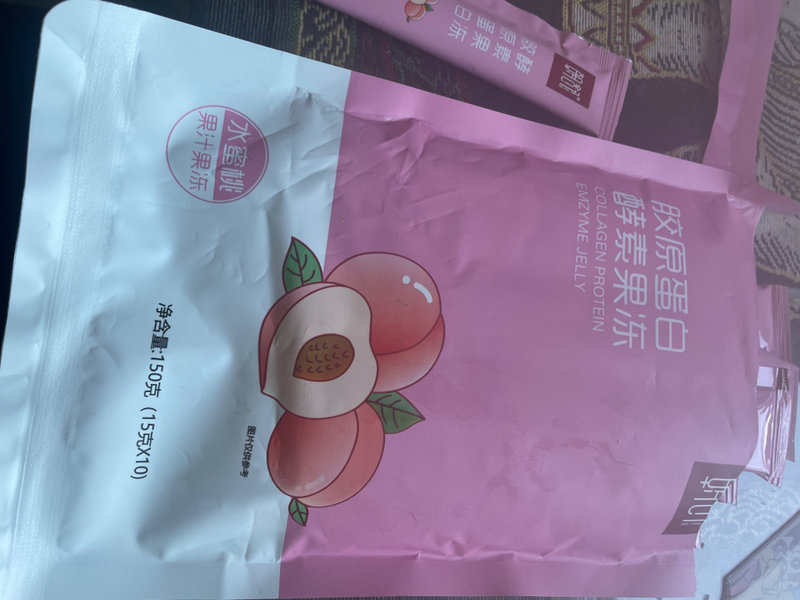 胶原蛋白
酵素果冻
COLLAGEN PROTEIN
EMZYME JELLY
图片仅供参考
水蜜桃
果汁果冻
净含量:150克（15克X10)
胶原蛋白
酵素果冻